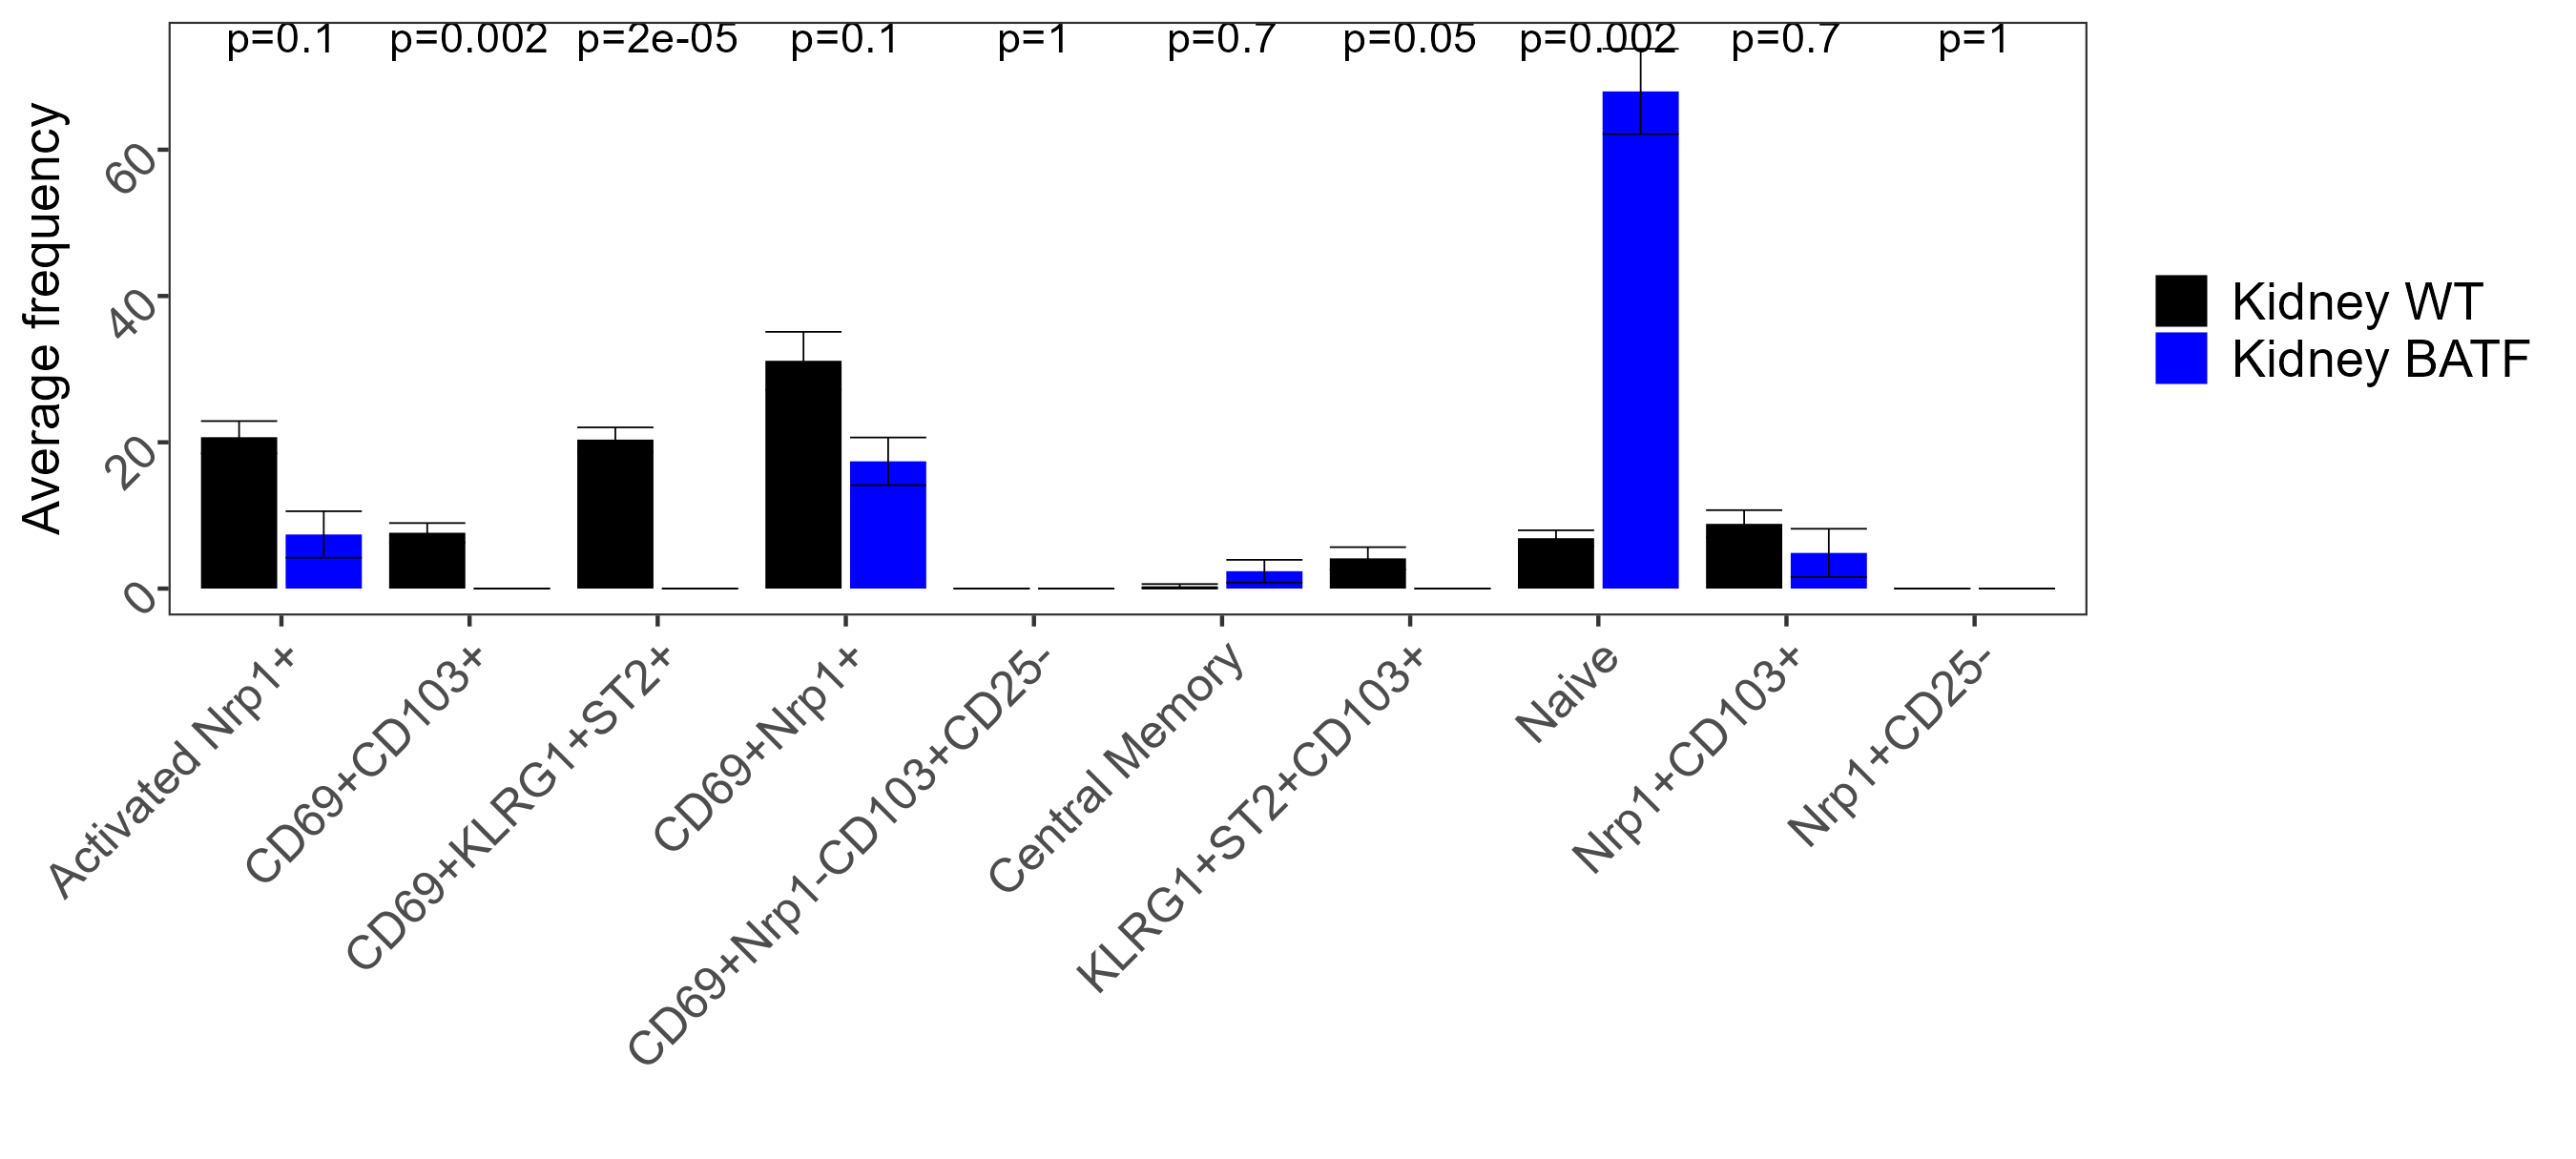 p=0.1 p=0.002 p=2e-05 p=0.1 p=1 p=0.7 p=0.05 p=0.002 p=0.7 p=1
Average frequency
60
40
20
0
Kidney WT
Kidney BATF
Activated Nrp1+
CD69+CD103+
CD69+KLRG1+ST2+
CD69+Nrp1+
CD69+Nrp1-CD103+CD25-
Central Memory
KLRG1+ST2+CD103+
Naive
Nrp1+CD103+
Nrp1+CD25-